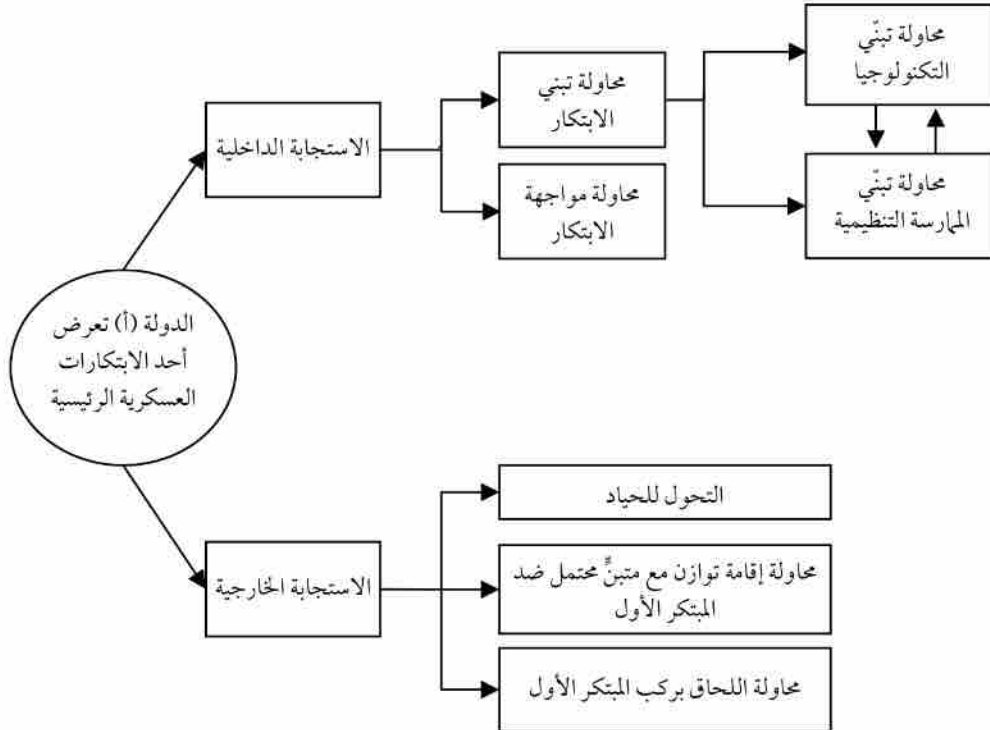 محاولة تبنّي
التكنولوجيا
محاولة تبني
الابتكار
الاستجابة الداخلية
محاولة تبنّي
الممارسة التنظيمية
محاولة مواجهة
الابتكار
الدولة (أ) تعرض
أحد الابتكارات
العسكرية الرئيسية
التحول للحياد
محاولة إقامة توازن مع متبنٍّ محتمل ضد
المبتكر الأول
الاستجابة الخارجية
محاولة اللحاق بركب المبتكر الأول